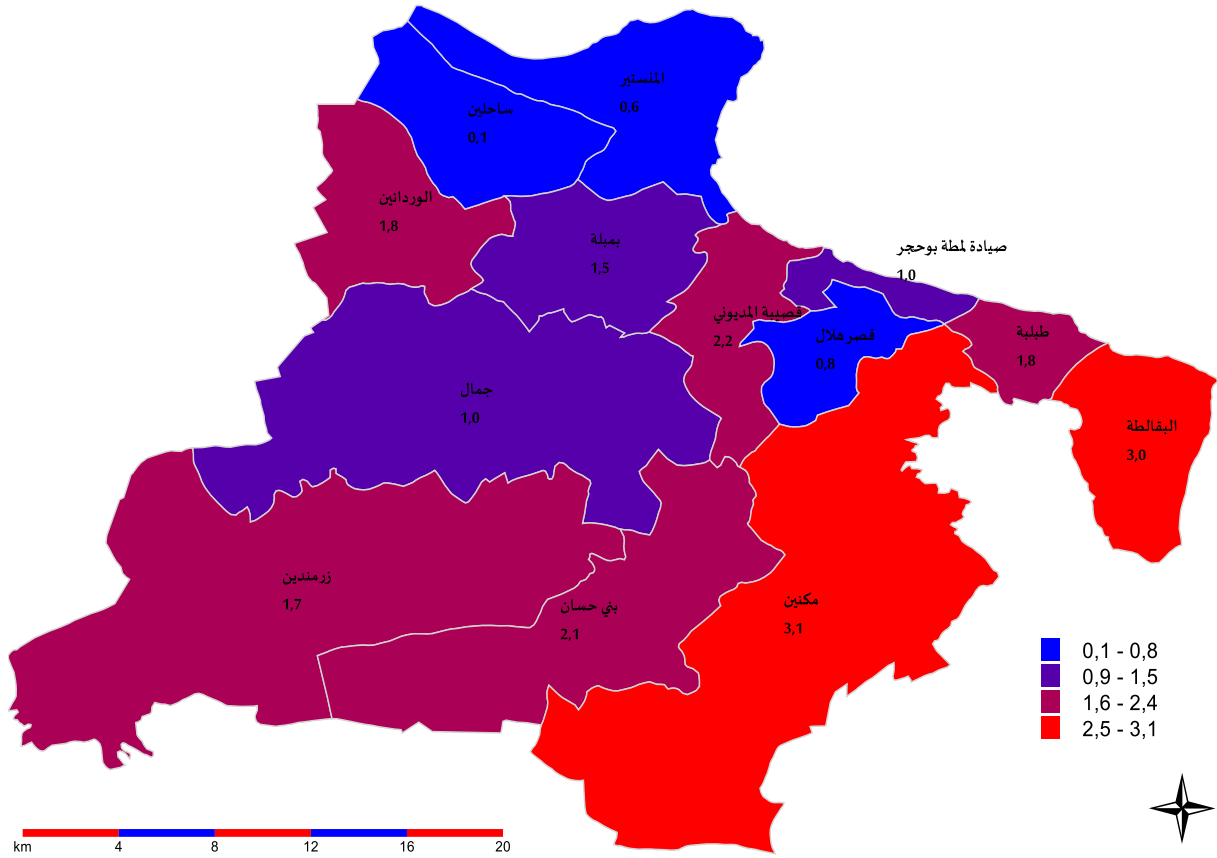 المنستير
0,6
ساحلين
0,1
الوردانين
1,8
بمبلة
1,5
صيادة لمطة بوحجر
1,0
قصيبة المديوني
2,2
قصر هلال
0,8
طبلبة
1,8
جمال
1,0
البقالطة
3,0
زرمندين
1,7
بني حسان
2,1
مكنين
3,1
0,1 - 0,8
0,9 - 1,5
1,6 - 2,4
2,5 - 3,1
km 4 8 12 16 20